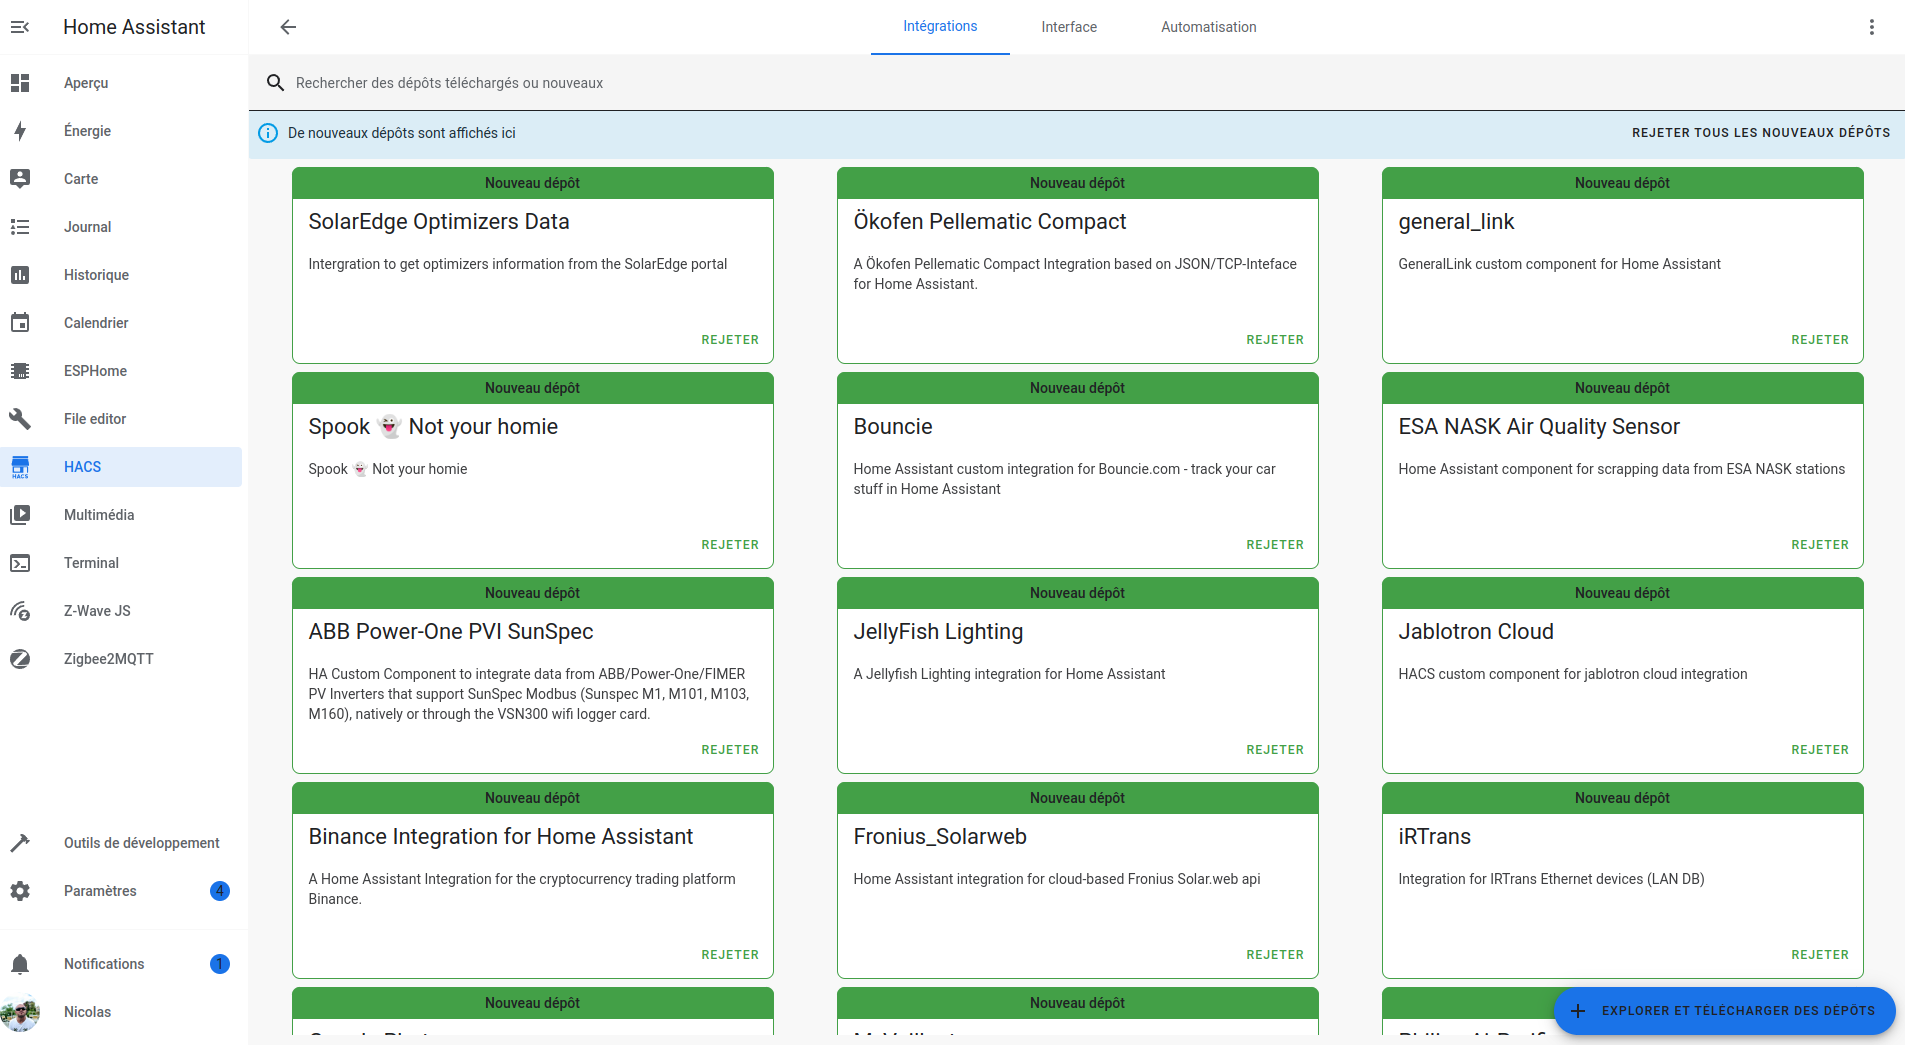 Home Assistant
Intégrations
Interface
Automatisation
Aperçu
Énergie
Carte
Journal
Historique
Calendrier
ESPHome
File editor
HACS
HACS
Multimédia
Terminal
Z-Wave JS
Zigbee2MQTT
Outils de développement
Paramètres
4
Notifications
1
Nicolas
Rechercher des dépôts téléchargés ou nouveaux
De nouveaux dépôts sont affichés ici
REJETER TOUS LES NOUVEAUX DÉPÔTS
Nouveau dépôt
SolarEdge Optimizers Data
Intergration to get optimizers information from the SolarEdge portal
REJETER
Nouveau dépôt
Ökofen Pellematic Compact
A Ökofen Pellematic Compact Integration based on JSON/TCP-Inteface
for Home Assistant.
REJETER
Nouveau dépôt
general_link
GeneralLink custom component for Home Assistant
REJETER
Nouveau dépôt
Spook 👻 Not your homie
Spook 👻 Not your homie
REJETER
Nouveau dépôt
Bouncie
Home Assistant custom integration for Bouncie.com - track your car
stuff in Home Assistant
REJETER
Nouveau dépôt
ESA NASK Air Quality Sensor
Home Assistant component for scrapping data from ESA NASK stations
REJETER
Nouveau dépôt
ABB Power-One PVI SunSpec
HA Custom Component to integrate data from ABB/Power-One/FIMER
PV Inverters that support SunSpec Modbus (Sunspec M1, M101, M103,
M160), natively or through the VSN300 wifi logger card.
REJETER
Nouveau dépôt
JellyFish Lighting
A Jellyfish Lighting integration for Home Assistant
REJETER
Nouveau dépôt
Jablotron Cloud
HACS custom component for jablotron cloud integration
REJETER
Nouveau dépôt
Binance Integration for Home Assistant
A Home Assistant Integration for the cryptocurrency trading platform
Binance.
REJETER
Nouveau dépôt
Fronius_Solarweb
Home Assistant integration for cloud-based Fronius Solar.web api
REJETER
Nouveau dépôt
iRTrans
Integration for IRTrans Ethernet devices (LAN DB)
REJETER
Nouveau dépôt
Nouveau dépôt
EXPLORER ET TÉLÉCHARGER DES DÉPÔTS